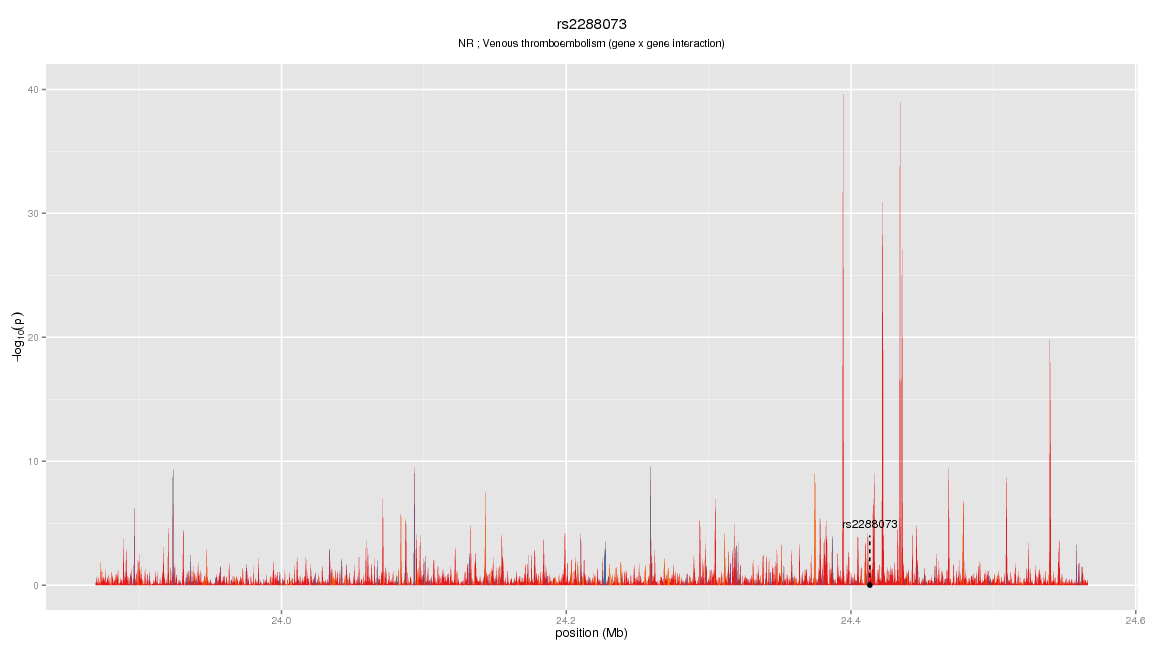 rs2288073
NR ; Venous thromboembolism (gene x gene interaction)
40
30
20
10
0
−log10(p)
rs2288073
24.0
24.2
24.4
24.6
position (Mb)